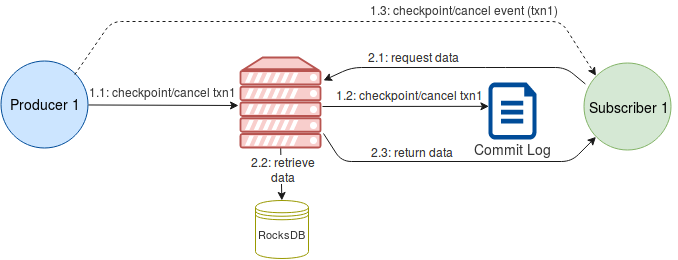 1.3: checkpoint/cancel event (txn1)
2.1: request data
Producer 1
1.1: checkpoint/cancel txn1
1.2: checkpoint/cancel txn1
Subscriber 1
Commit Log
2.3: return data
2.2: retrieve
data
RocksDB